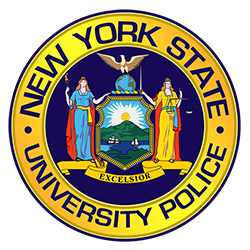 NEW YORK STATE
EXCELSIOR
• UNIVERSITY POLICE •